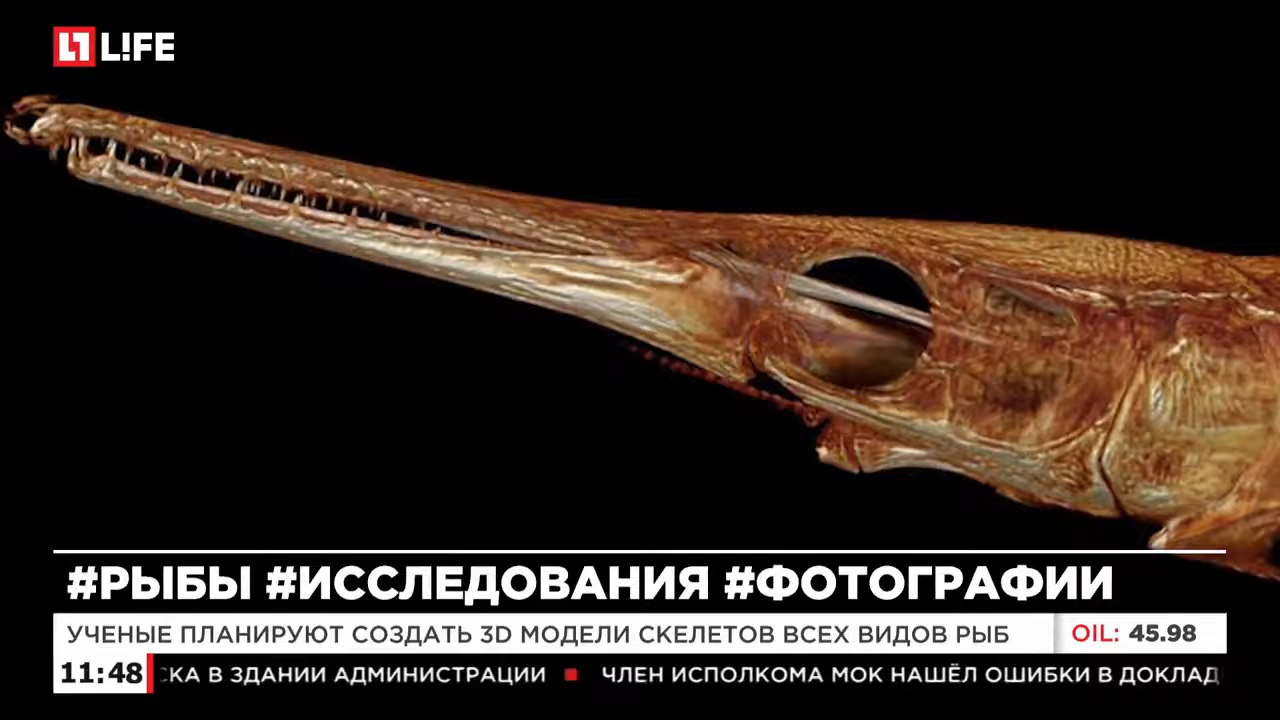 L!FE
#РЫБЫ #ИССЛЕДОВАНИЯ #ФОТОГРАФИИ
УЧЕНЫЕ ПЛАНИРУЮТ СОЗДАТЬ 3D МОДЕЛИ СКЕЛЕТОВ ВСЕХ ВИДОВ РЫБ OIL: 45.98
11:48 СКА В ЗДАНИИ АДМИНИСТРАЦИИ ЧЛЕН ИСПОЛКОМА МОК НАШЁЛ ОШИБКИ В ДОКЛАД